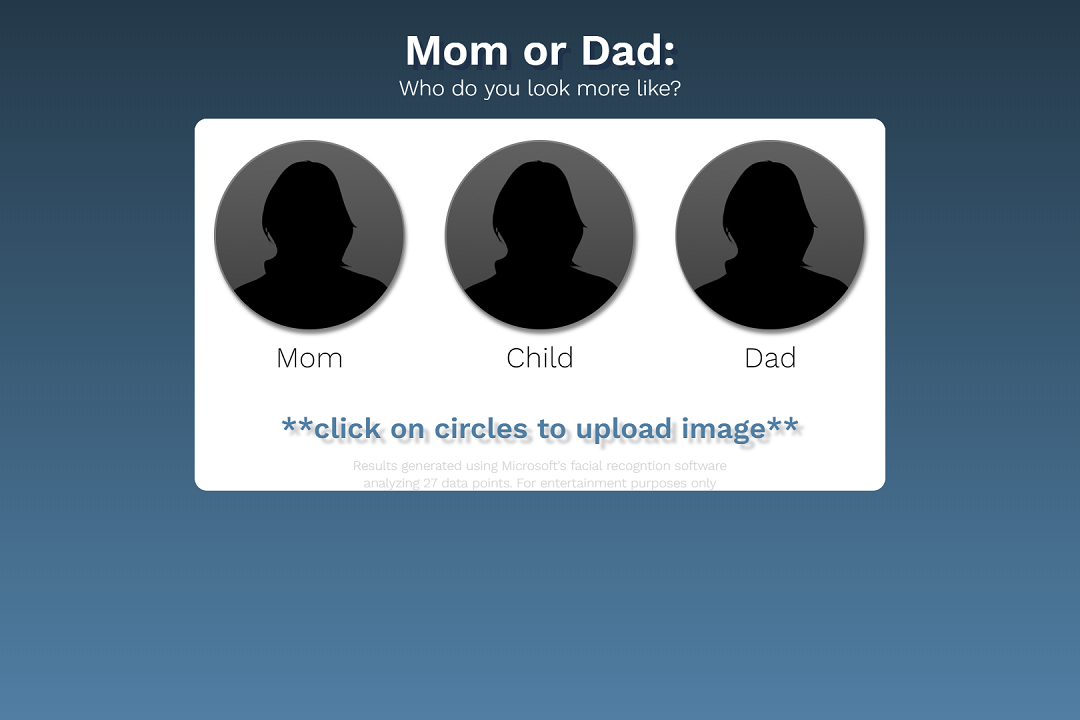 Mom or Dad:
Who do you look more like?
Mom
Child
Dad
**click on circles to upload image**
Results generated using Microsoft's facial recogntion software
analyzing 27 data points. For entertainment purposes only